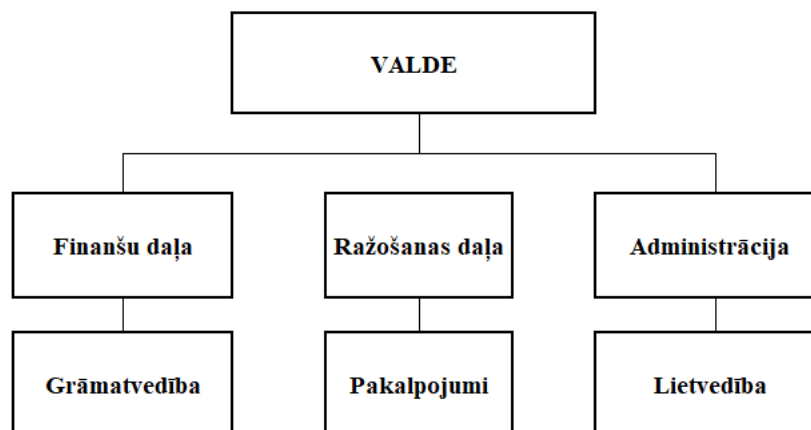 VALDE
Finanšu daļa
Ražošanas daļa
Administrācija
Grāmatvedība
Pakalpojumi
Lietvedība